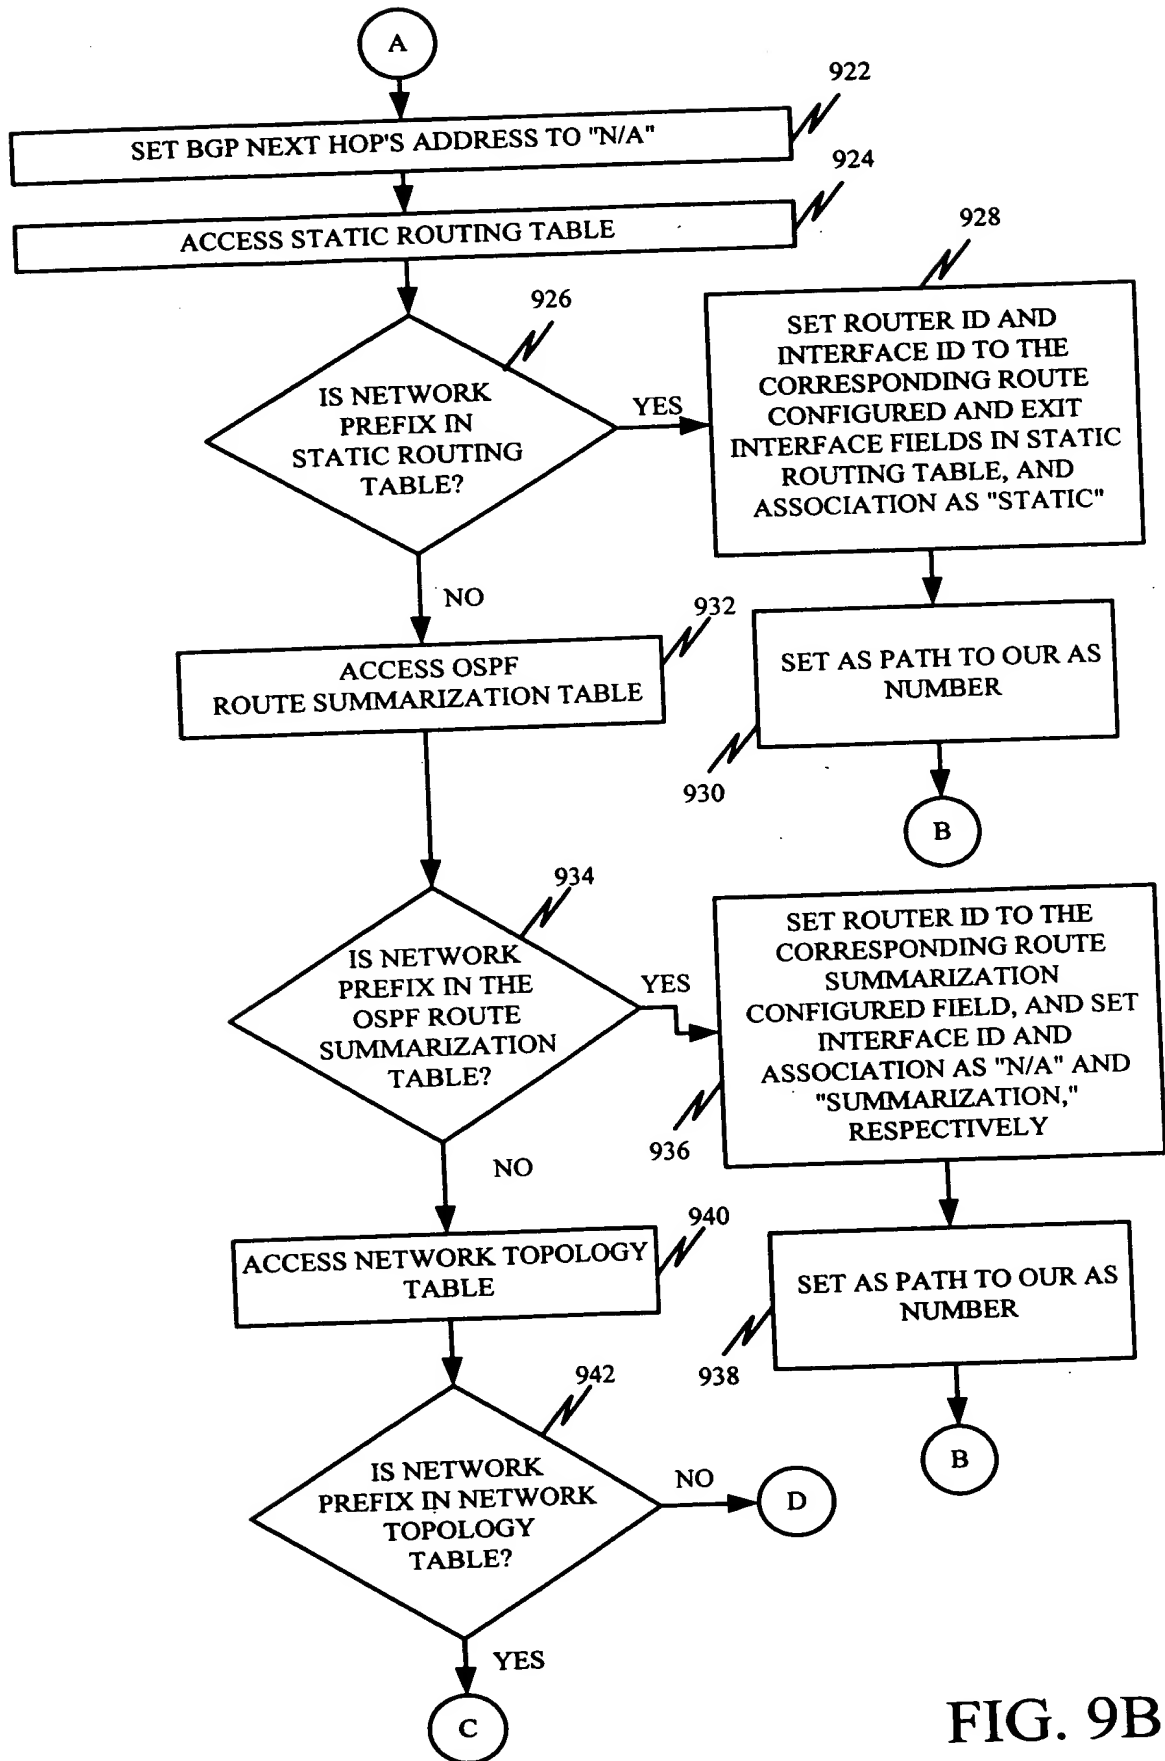 A
922
SET BGP NEXT HOP'S ADDRESS TO "N/A"
924
ACCESS STATIC ROUTING TABLE
928
926
IS NETWORK
PREFIX IN
STATIC ROUTING
TABLE?
YES
SET ROUTER ID AND
INTERFACE ID TO THE
CORRESPONDING ROUTE
CONFIGURED AND EXIT
INTERFACE FIELDS IN STATIC
ROUTING TABLE, AND
ASSOCIATION AS "STATIC"
NO
932
ACCESS OSPF
ROUTE SUMMARIZATION TABLE
SET AS PATH TO OUR AS
NUMBER
930
B
934
IS NETWORK
PREFIX IN THE
OSPF ROUTE
SUMMARIZATION
TABLE?
YES
SET ROUTER ID TO THE
CORRESPONDING ROUTE
SUMMARIZATION
CONFIGURED FIELD, AND SET
INTERFACE ID AND
ASSOCIATION AS "N/A" AND
"SUMMARIZATION,"
RESPECTIVELY
936
NO
940
ACCESS NETWORK TOPOLOGY
TABLE
SET AS PATH TO OUR AS
NUMBER
938
B
942
IS NETWORK
PREFIX IN NETWORK
TOPOLOGY
TABLE?
NO
D
YES
C
FIG. 9B